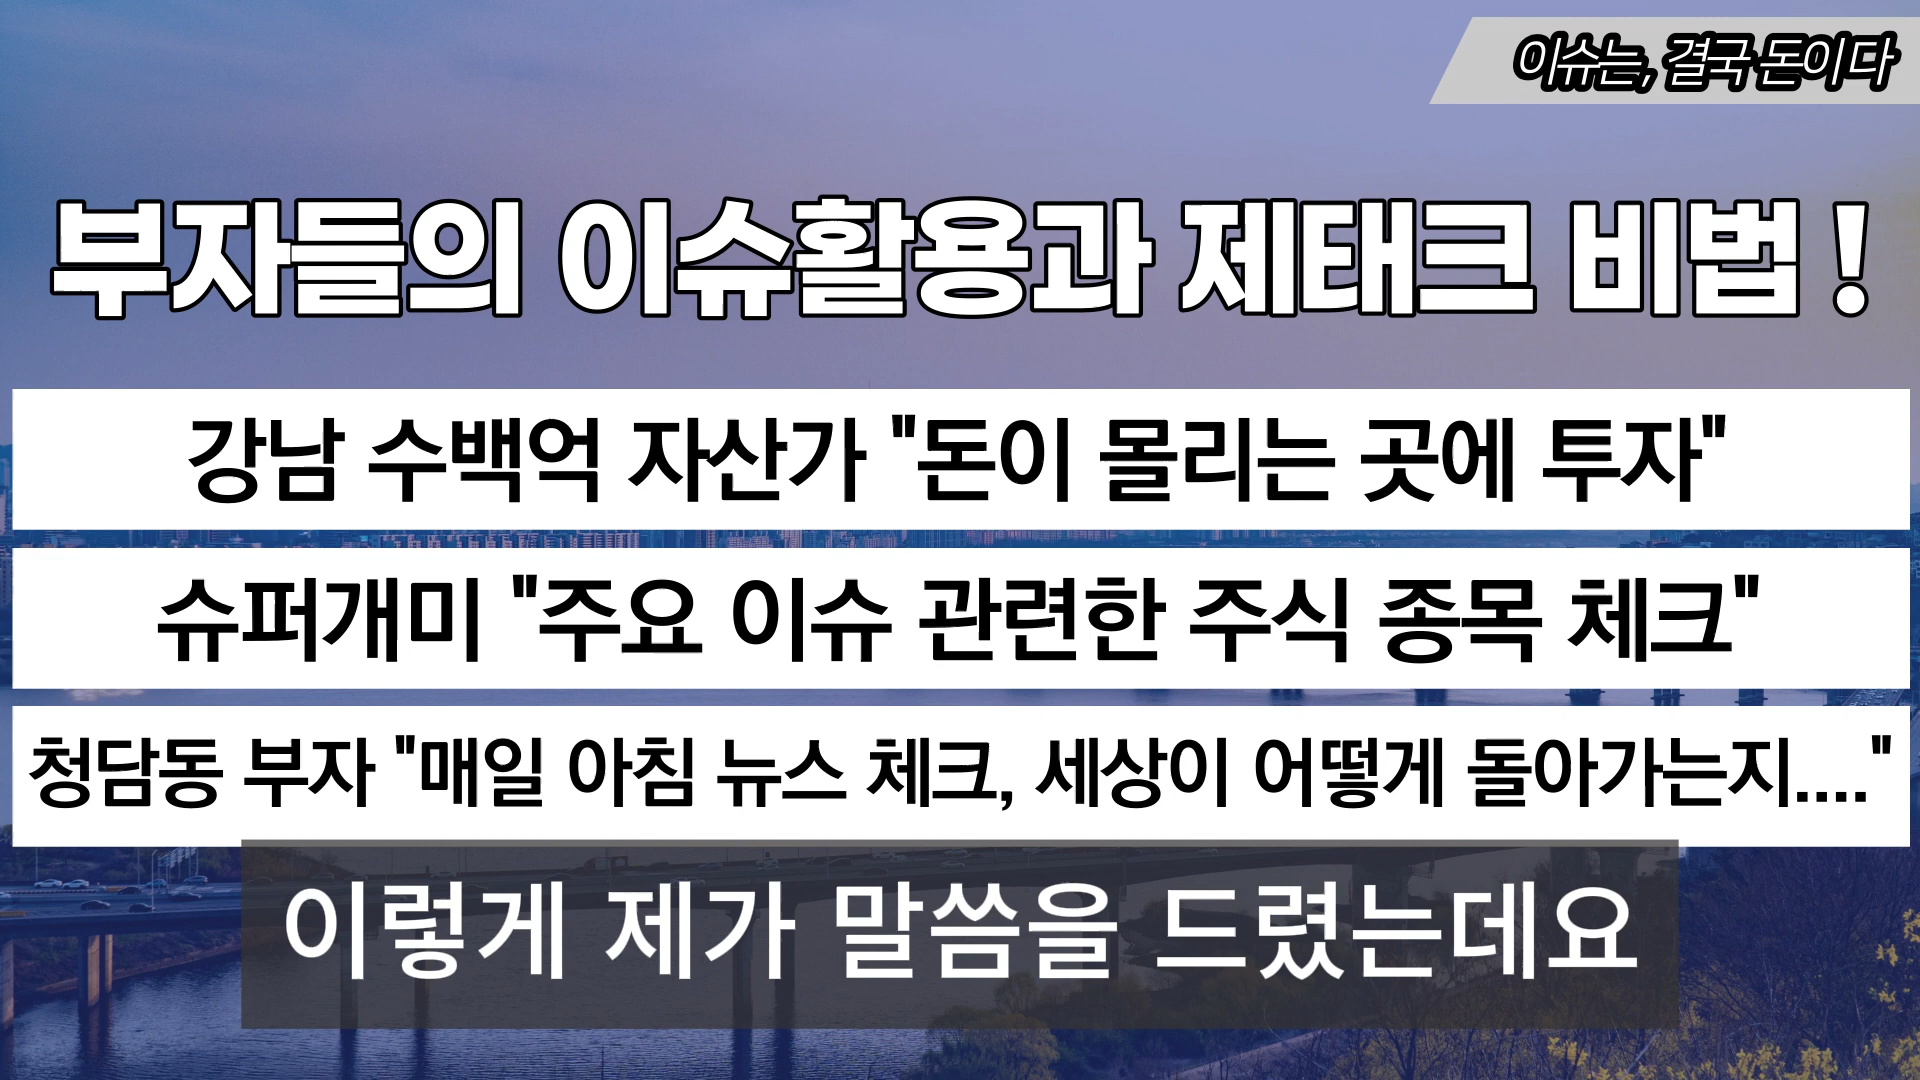 이슈는, 결국 돈이다
부자들의 이슈활용과 제태크 비법 !
강남 수백억 자산가 "돈이 몰리는 곳에 투자"
슈퍼개미 "주요 이슈 관련한 주식 종목 체크"
청담동 부자 "매일 아침 뉴스 체크, 세상이 어떻게 돌아가는지...."
이렇게 제가 말씀을 드렸는데요